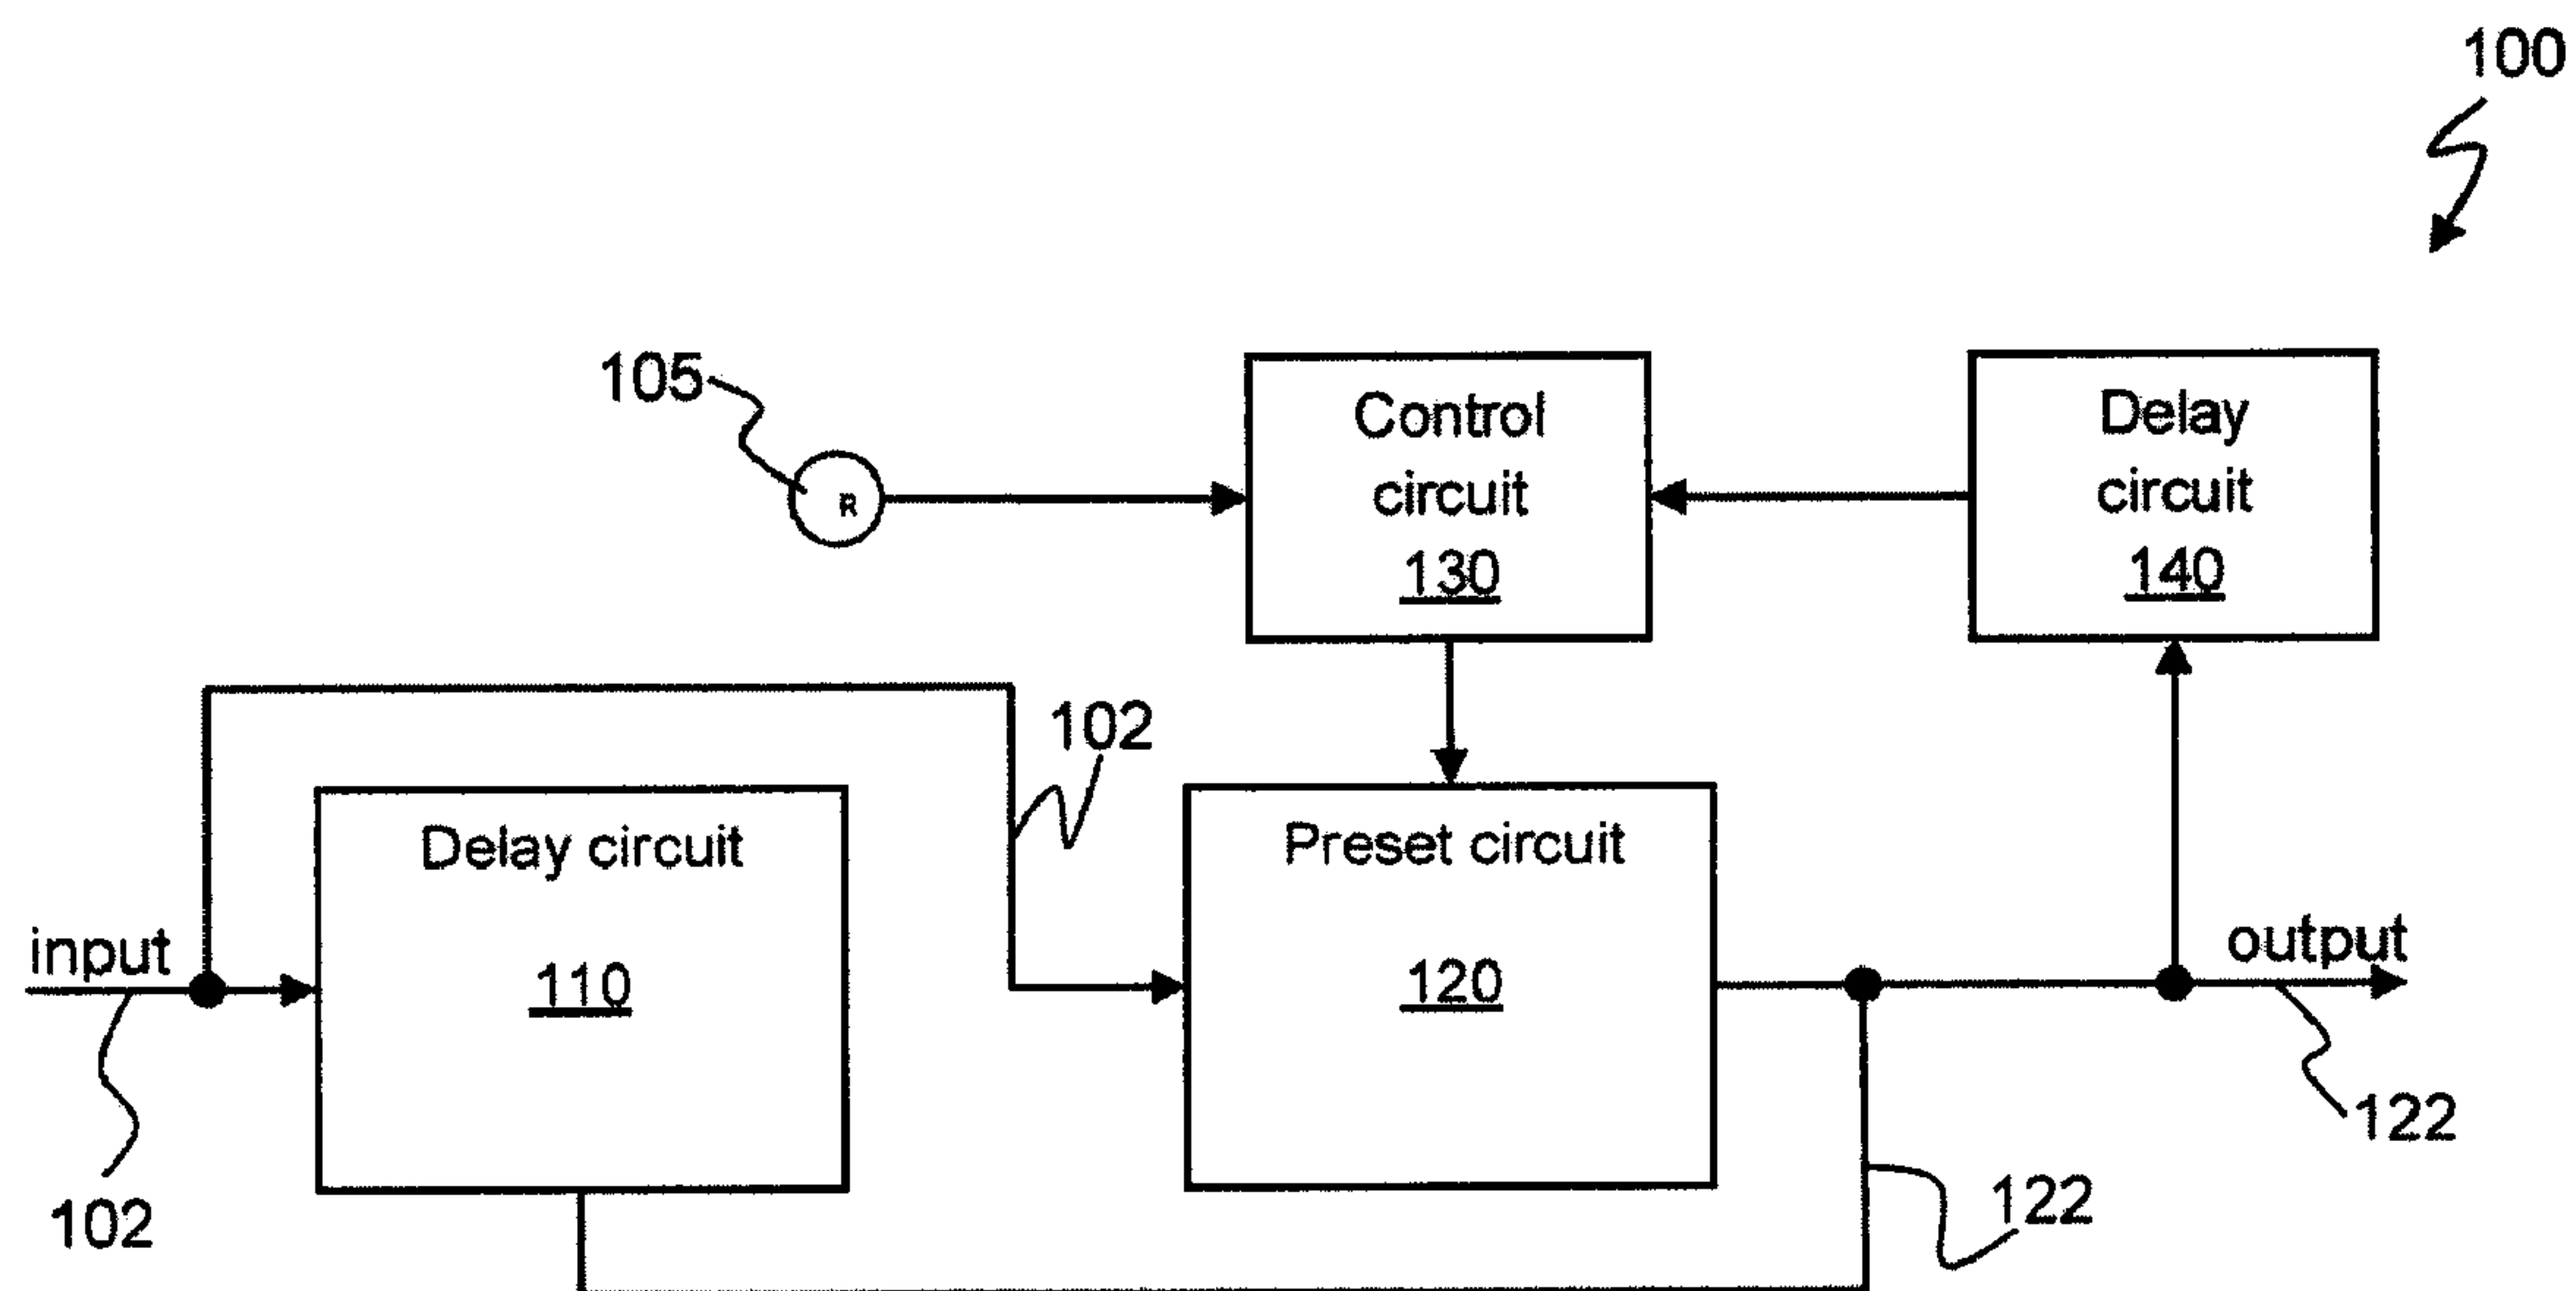 100
105
R
Control
circuit
130
Delay
circuit
140
102
Delay circuit
110
Preset circuit
120
input
output
102
122
122